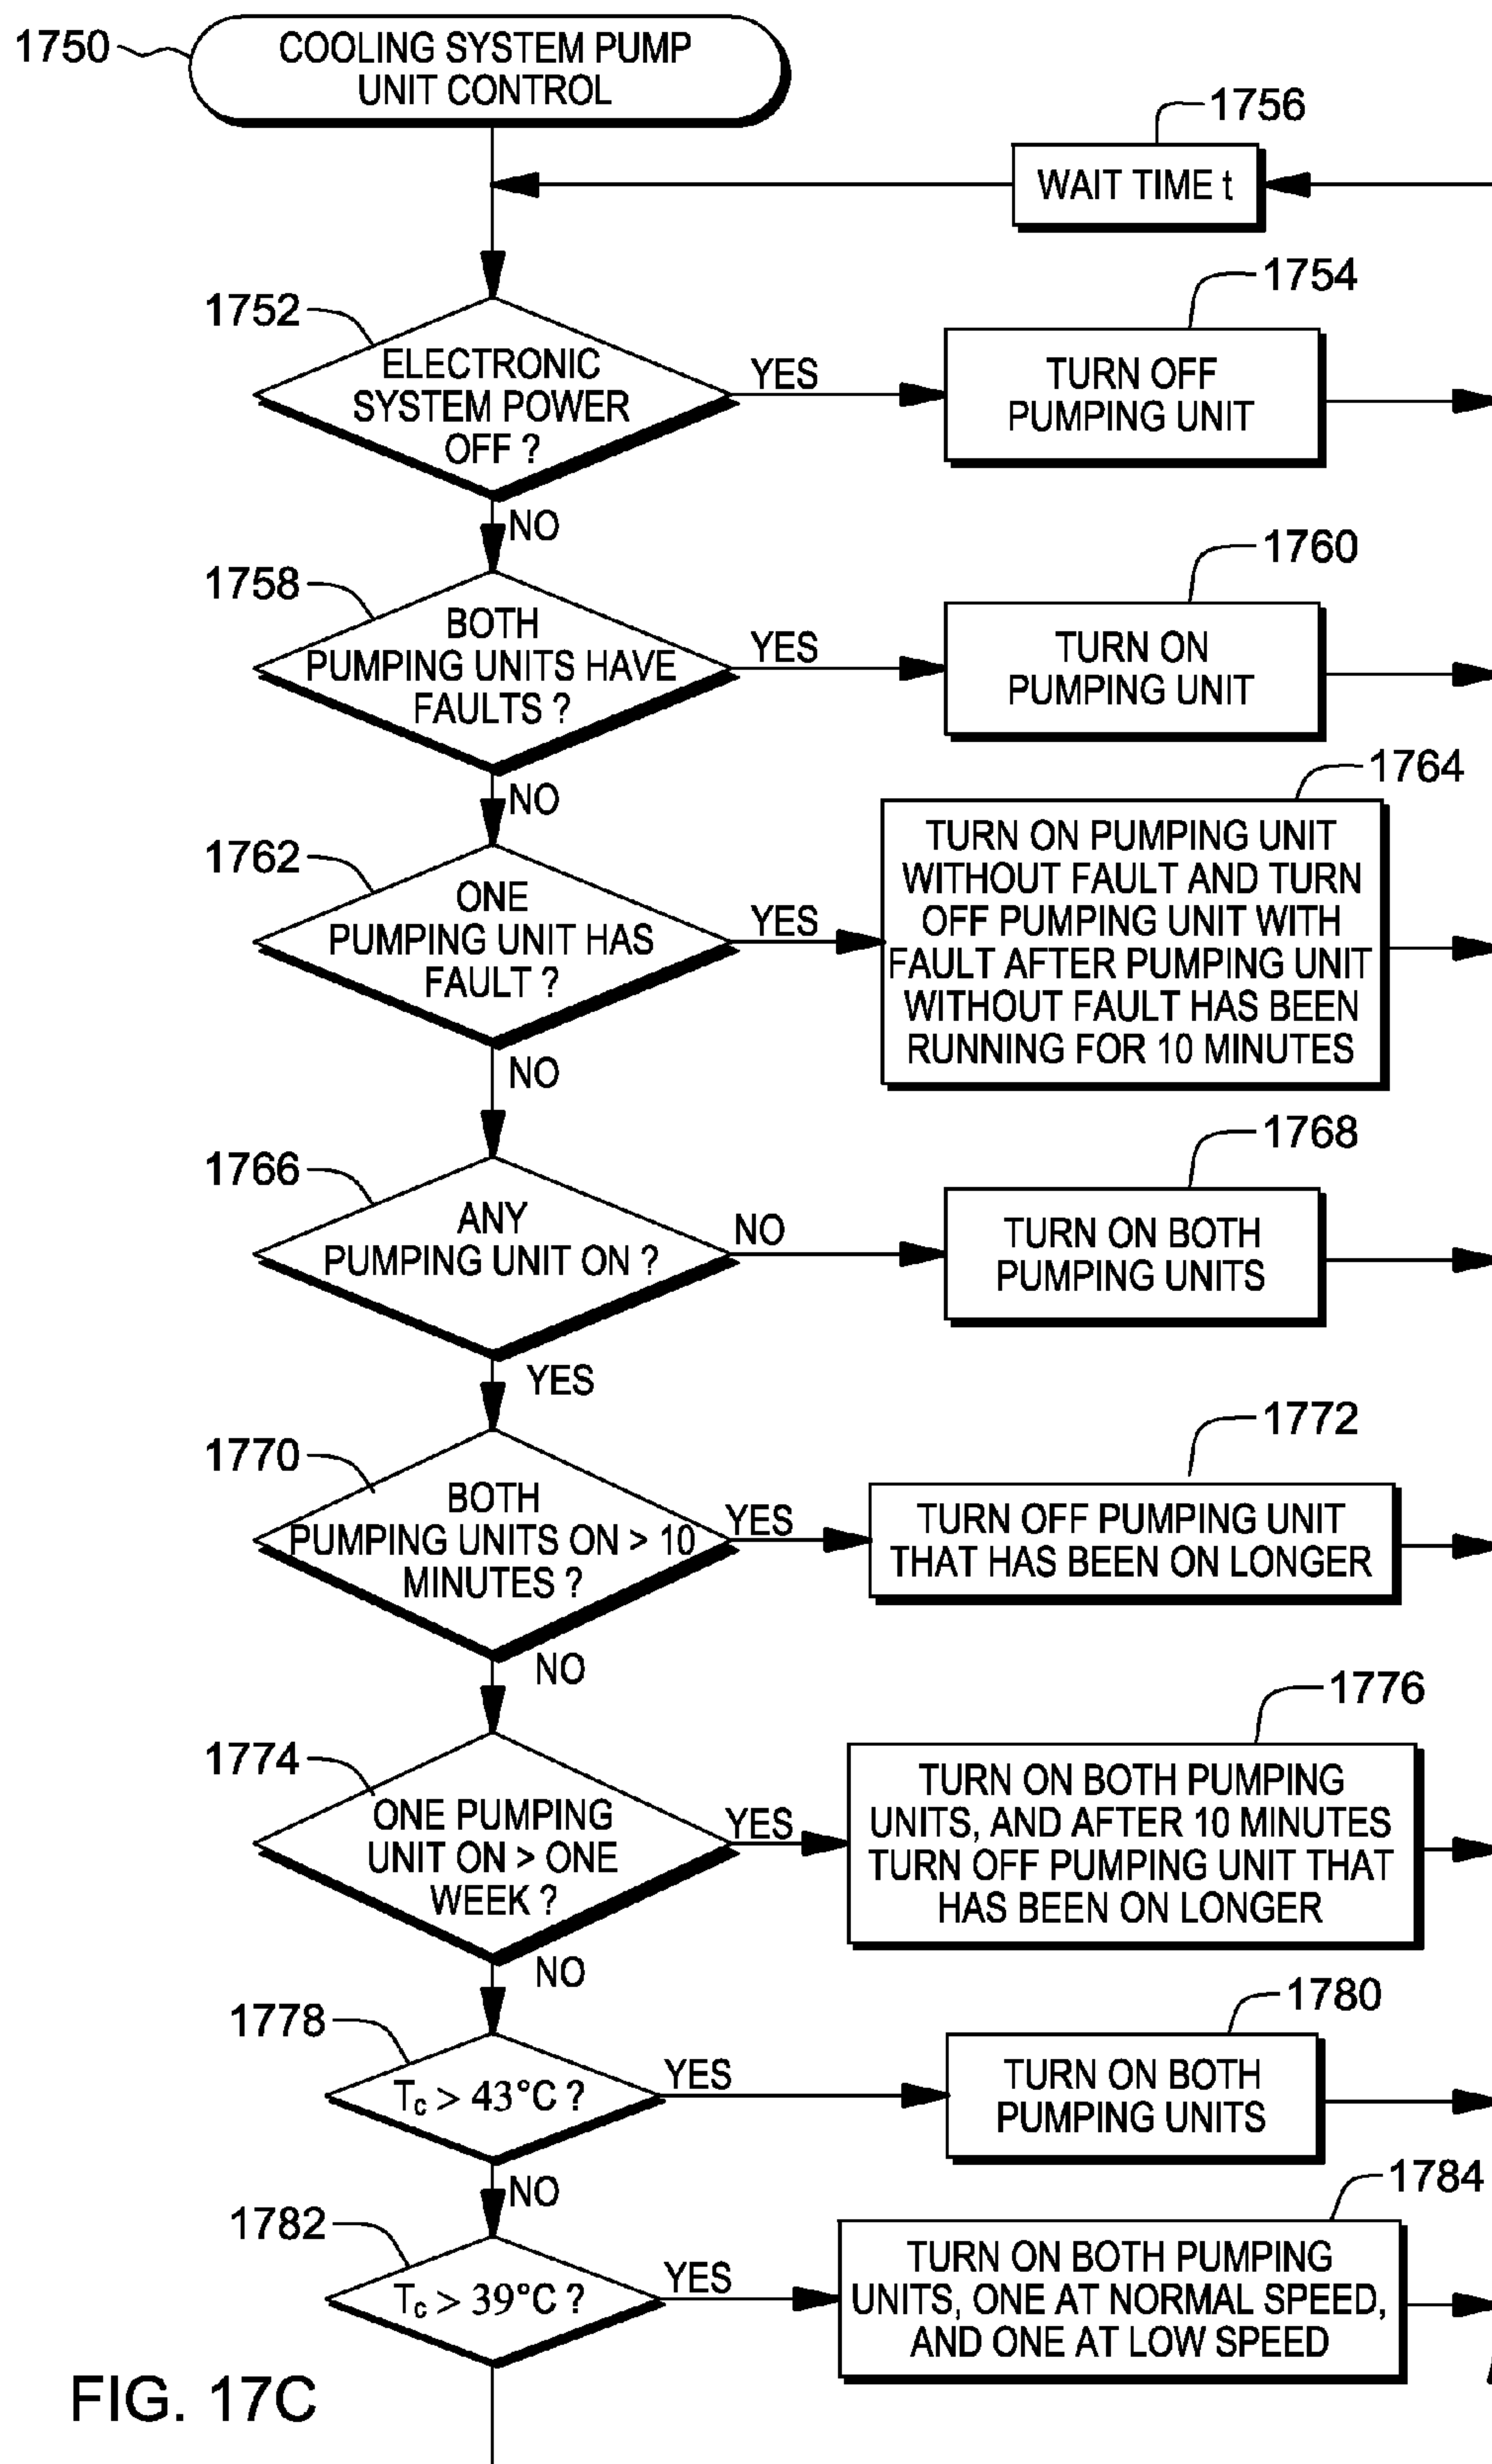 1750
COOLING SYSTEM PUMP
UNIT CONTROL
1756
WAIT TIME t
1752
ELECTRONIC
SYSTEM POWER
OFF ?
YES
1754
TURN OFF
PUMPING UNIT
NO
1758
BOTH
PUMPING UNITS HAVE
FAULTS ?
YES
1760
TURN ON
PUMPING UNIT
NO
1762
ONE
PUMPING UNIT HAS
FAULT ?
YES
1764
TURN ON PUMPING UNIT
WITHOUT FAULT AND TURN
OFF PUMPING UNIT WITH
FAULT AFTER PUMPING UNIT
WITHOUT FAULT HAS BEEN
RUNNING FOR 10 MINUTES
NO
1766
ANY
PUMPING UNIT ON ?
NO
1768
TURN ON BOTH
PUMPING UNITS
YES
1770
BOTH
PUMPING UNITS ON > 10
MINUTES ?
YES
1772
TURN OFF PUMPING UNIT
THAT HAS BEEN ON LONGER
NO
1774
ONE PUMPING
UNIT ON > ONE
WEEK ?
YES
1776
TURN ON BOTH PUMPING
UNITS, AND AFTER 10 MINUTES
TURN OFF PUMPING UNIT THAT
HAS BEEN ON LONGER
NO
1778
Tc > 43°C ?
YES
1780
TURN ON BOTH
PUMPING UNITS
NO
1782
Tc > 39°C ?
YES
1784
TURN ON BOTH PUMPING
UNITS, ONE AT NORMAL SPEED,
AND ONE AT LOW SPEED
FIG. 17C